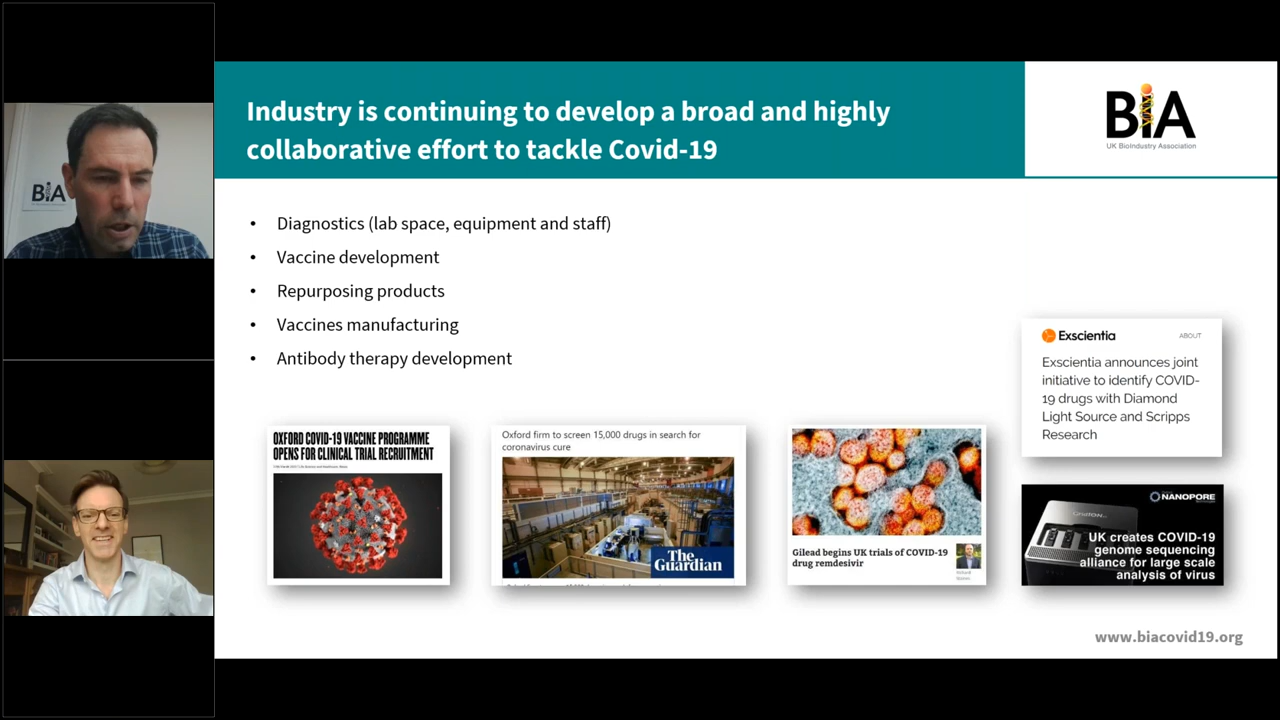 BiA
Industry is continuing to develop a broad and highly
collaborative effort to tackle Covid-19
BiA
UK BioIndustry Association
• Diagnostics (lab space, equipment and staff)
• Vaccine development
• Repurposing products
• Vaccines manufacturing
• Antibody therapy development
Exscientia
ABOUT
Exscientia announces joint
initiative to identify COVID-
19 drugs with Diamond
Light Source and Scripps
Research
OXFORD COVID-19 VACCINE PROGRAMME
OPENS FOR CLINICAL TRIAL RECRUITMENT
Oxford firm to screen 15,000 drugs in search for
coronavirus cure
The
Guardian
Gilead begins UK trials of COVID-19
drug remdesivir
NANOPORE
GridION
UK creates COVID-19
genome sequencing
alliance for large scale
analysis of virus
www.biacovid19.org